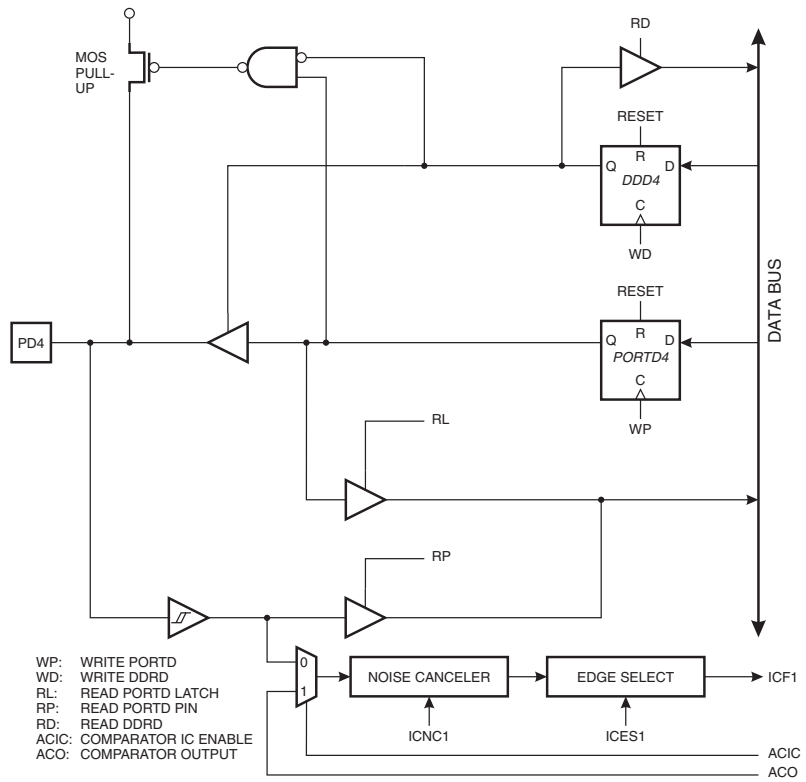 RD
MOS
PULL-
UP
RESET
R
Q
D
DDD4
C
WD
DATA BUS
RESET
R
Q
D
PORTD4
C
WP
PD4
RL
RP
WP: WRITE PORTD
WD: WRITE DDRD
RL: READ PORTD LATCH
RP: READ PORTD PIN
RD: READ DDRD
ACIC: COMPARATOR IC ENABLE
ACO: COMPARATOR OUTPUT
0
1
NOISE CANCELER
EDGE SELECT
ICF1
ICNC1
ICES1
ACIC
ACO